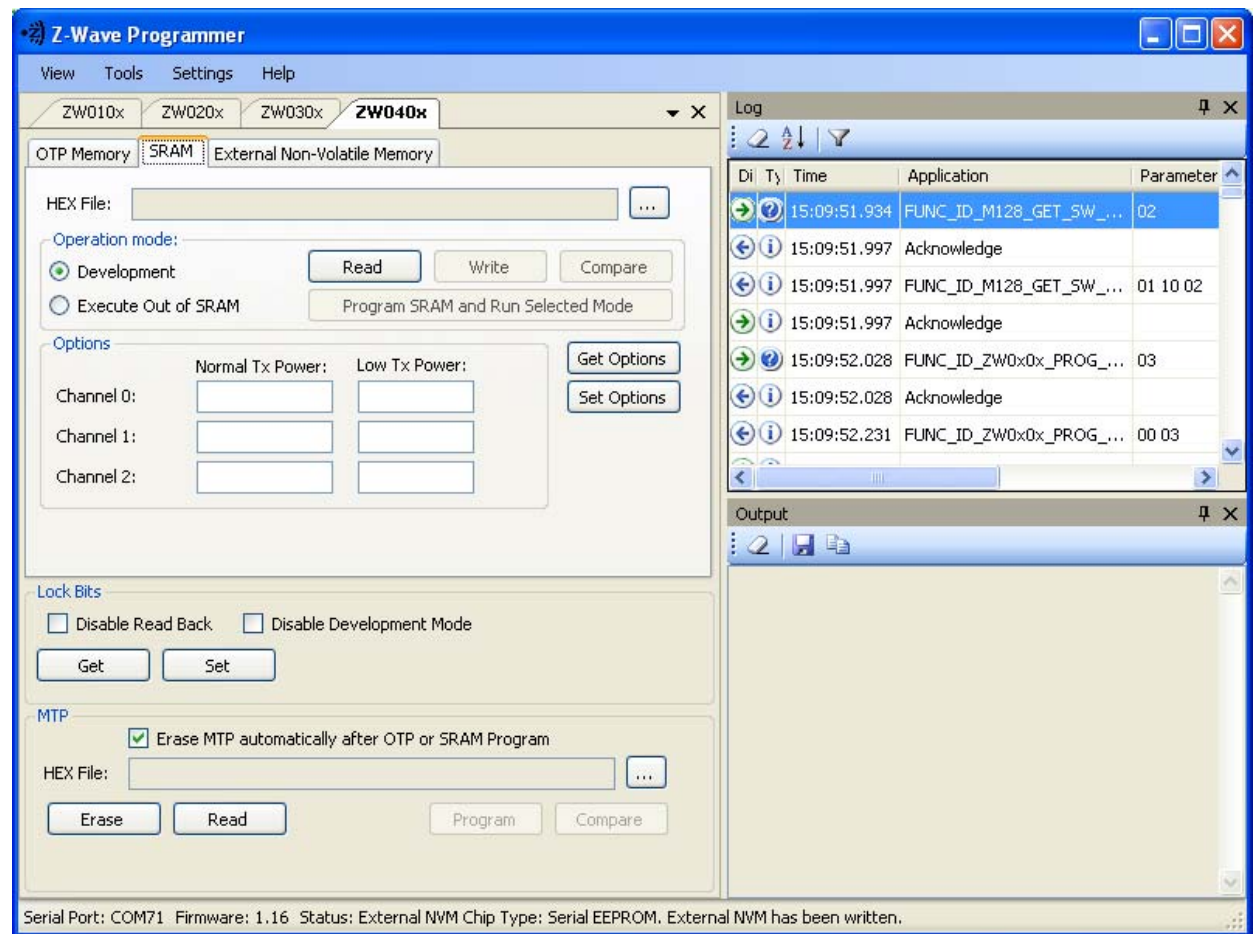 Z-Wave Programmer
View Tools Settings Help
ZW010x ZW020x ZW030x ZW040x
OTP Memory SRAM External Non-Volatile Memory
HEX File: ...
Operation mode:
Development Read Write Compare
Execute Out of SRAM Program SRAM and Run Selected Mode
Options
Normal Tx Power: Low Tx Power: Get Options
Channel 0: Set Options
Channel 1:
Channel 2:
Lock Bits
Disable Read Back Disable Development Mode
Get Set
MTP
Erase MTP automatically after OTP or SRAM Program
HEX File: ...
Erase Read Program Compare
Log
Di Ty Time Application Parameter
15:09:51.934 FUNC_ID_M128_GET_SW_... 02
15:09:51.997 Acknowledge
15:09:51.997 FUNC_ID_M128_GET_SW_... 01 10 02
15:09:51.997 Acknowledge
15:09:52.028 FUNC_ID_ZW0x0x_PROG_... 03
15:09:52.028 Acknowledge
15:09:52.231 FUNC_ID_ZW0x0x_PROG_... 00 03
Output
Serial Port: COM71 Firmware: 1.16 Status: External NVM Chip Type: Serial EEPROM. External NVM has been written.